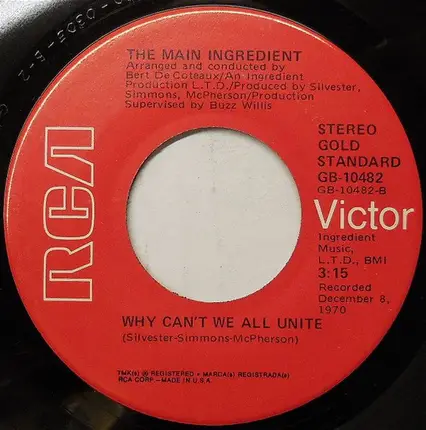 THE MAIN INGREDIENT
Arranged and conducted by
Bert De Coteaux/An Ingredient
Production L.T.D./Produced by Silvester,
Simmons, McPherson/Production
Supervised by Buzz Willis
STEREO
GOLD
STANDARD
GB-10482
GB-10482-B
RCA
Victor
Ingredient
Music,
L.T.D., BMI
3:15
Recorded
December 8,
1970
WHY CAN'T WE ALL UNITE
(Silvester-Simmons-McPherson)
TMK(s) ® REGISTERED • MARCA(s) REGISTRADA(s)
RCA CORP—MADE IN U.S.A.